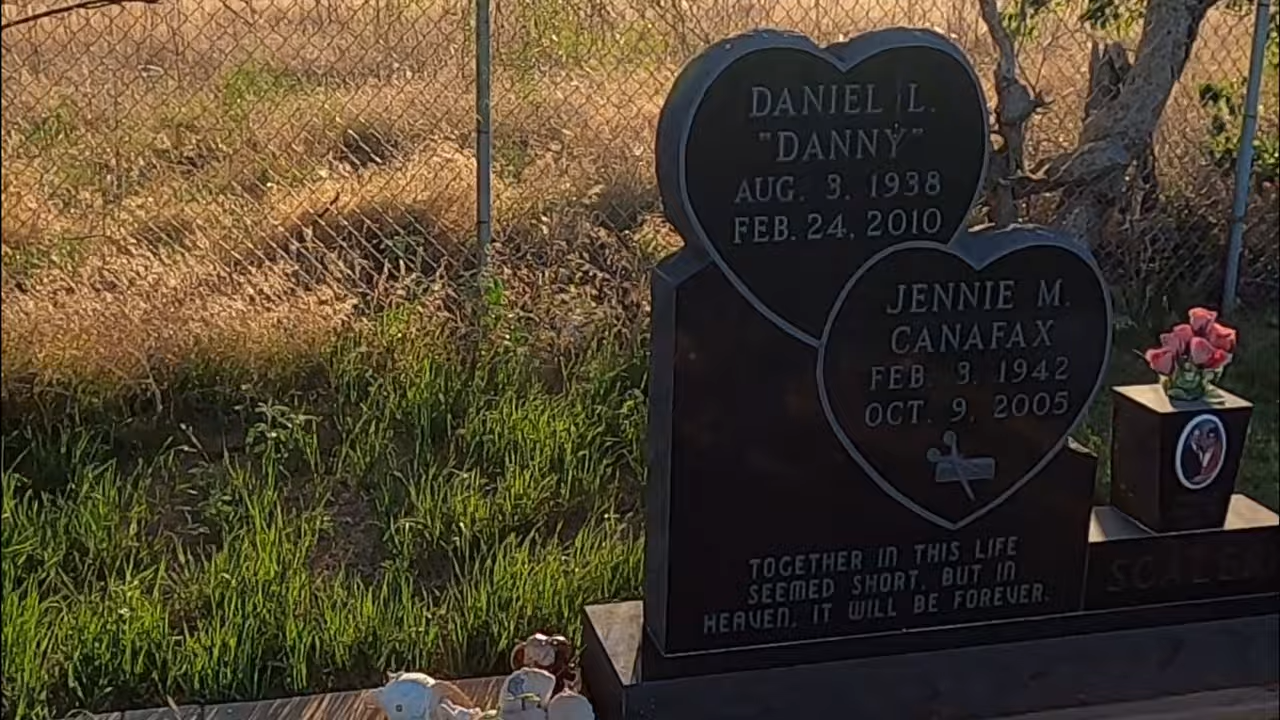 DANIEL L.
"DANNY"
AUG. 3, 1938
FEB. 24, 2010
JENNIE M.
CANAFAX
FEB. 3, 1942
OCT. 9, 2005
TOGETHER IN THIS LIFE
SEEMED SHORT, BUT IN
HEAVEN, IT WILL BE FOREVER.